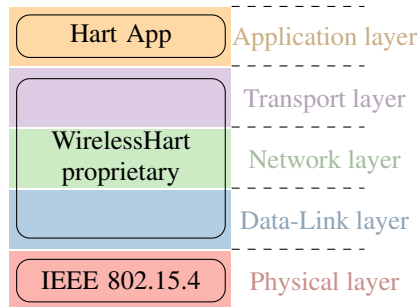 Hart App
Application layer
Transport layer
WirelessHart
proprietary
Network layer
Data-Link layer
IEEE 802.15.4
Physical layer